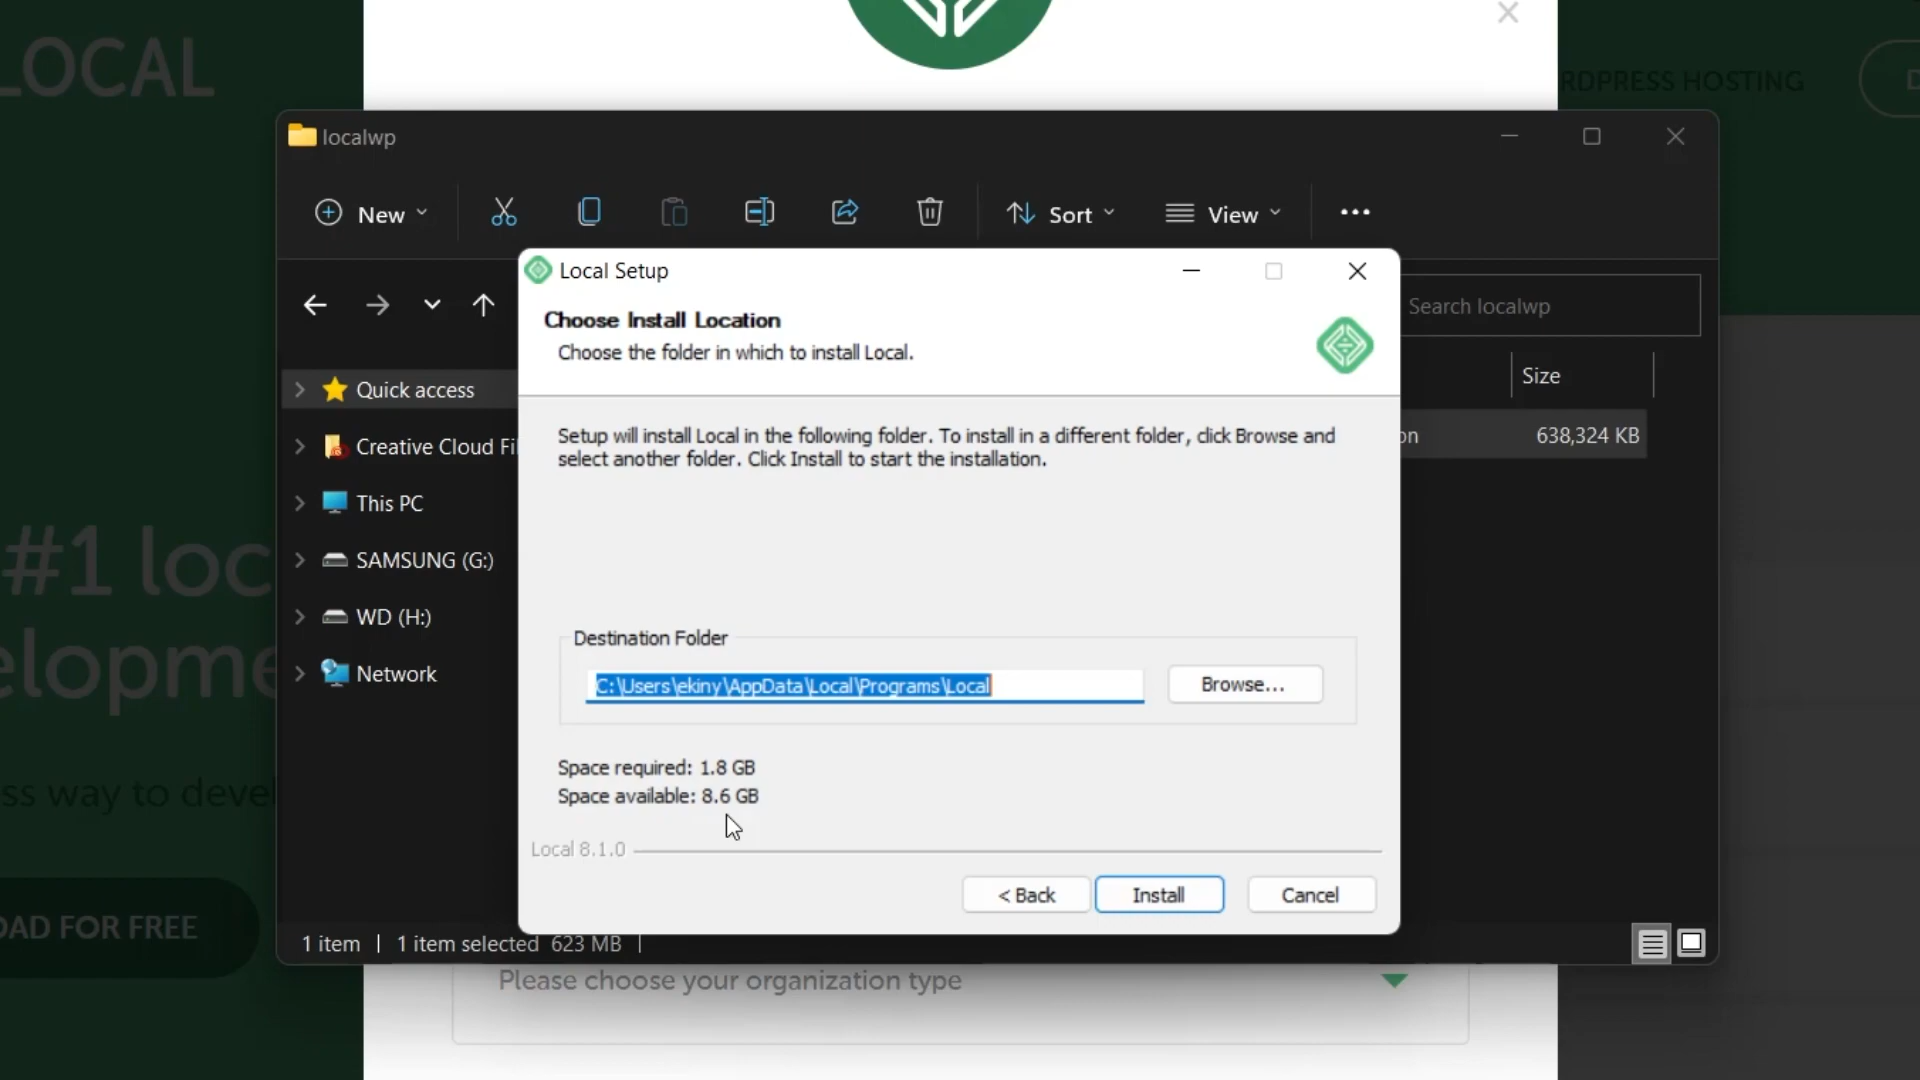 LOCAL
RDPRESS HOSTING
D
localwp
New
Sort
View
Local Setup
Choose Install Location
Choose the folder in which to install Local.
Search localwp
Size
Quick access
Creative Cloud Fil
on
638,324 KB
Setup will install Local in the following folder. To install in a different folder, click Browse and
select another folder. Click Install to start the installation.
This PC
SAMSUNG (G:)
#1 loc
WD (H:)
Destination Folder
elopme
Network
C:\Users\ekiny\AppData\Local\Programs\Local
Browse...
Space required: 1.8 GB
Space available: 8.6 GB
ss way to devel
Local 8.1.0
< Back
Install
Cancel
OAD FOR FREE
1 item
1 item selected 623 MB
Please choose your organization type